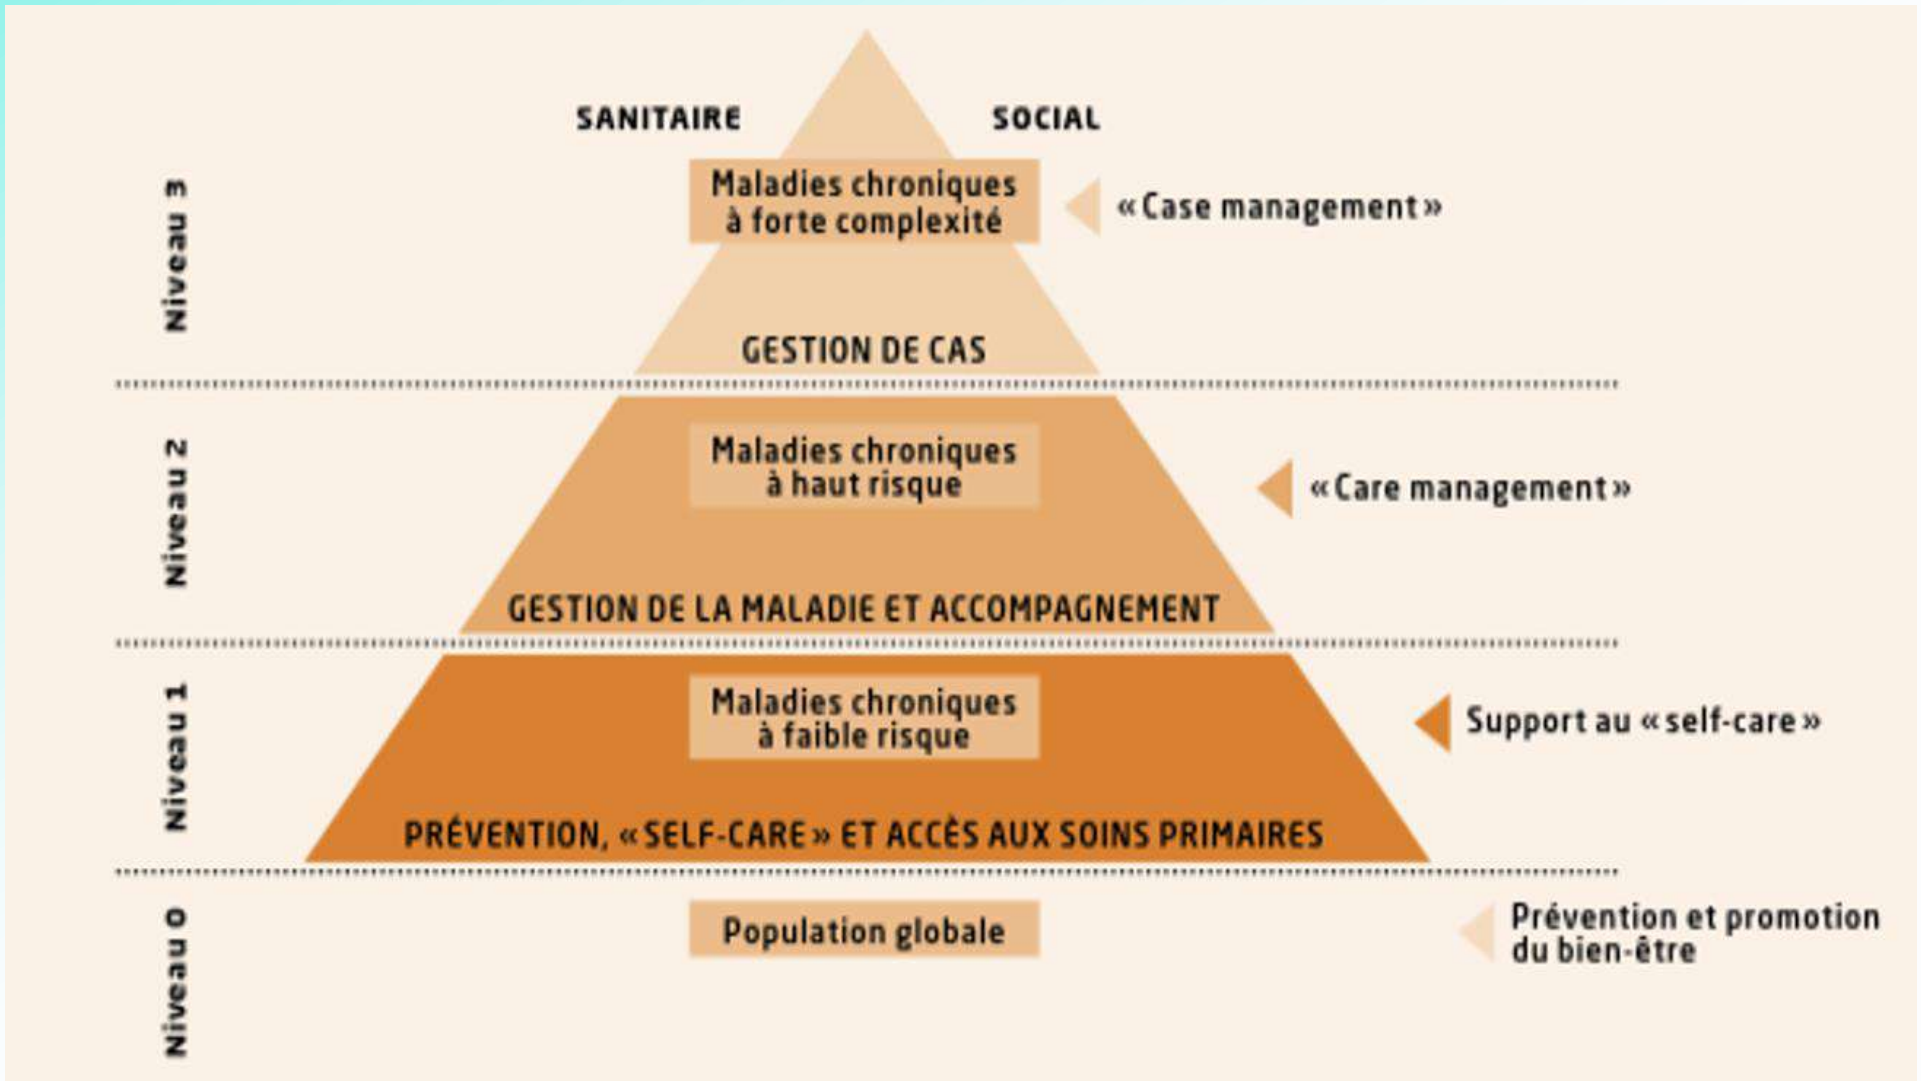 SANITAIRE
SOCIAL
Niveau 3
Maladies chroniques
à forte complexité
« Case management »
GESTION DE CAS
Niveau 2
Maladies chroniques
à haut risque
« Care management »
GESTION DE LA MALADIE ET ACCOMPAGNEMENT
Niveau 1
Maladies chroniques
à faible risque
Support au « self-care »
PRÉVENTION, « SELF-CARE » ET ACCÈS AUX SOINS PRIMAIRES
Niveau 0
Population globale
Prévention et promotion
du bien-être